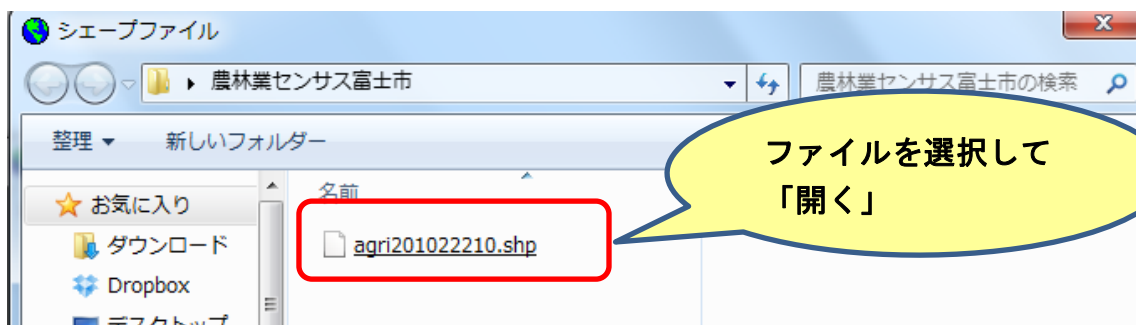 シェープファイル
農林業センサス富士市
農林業センサス富士市の検索
整理
新しいフォルダー
ファイルを選択して
「開く」
お気に入り
名前
ダウンロード
agri201022210.shp
Dropbox
デスクトップ